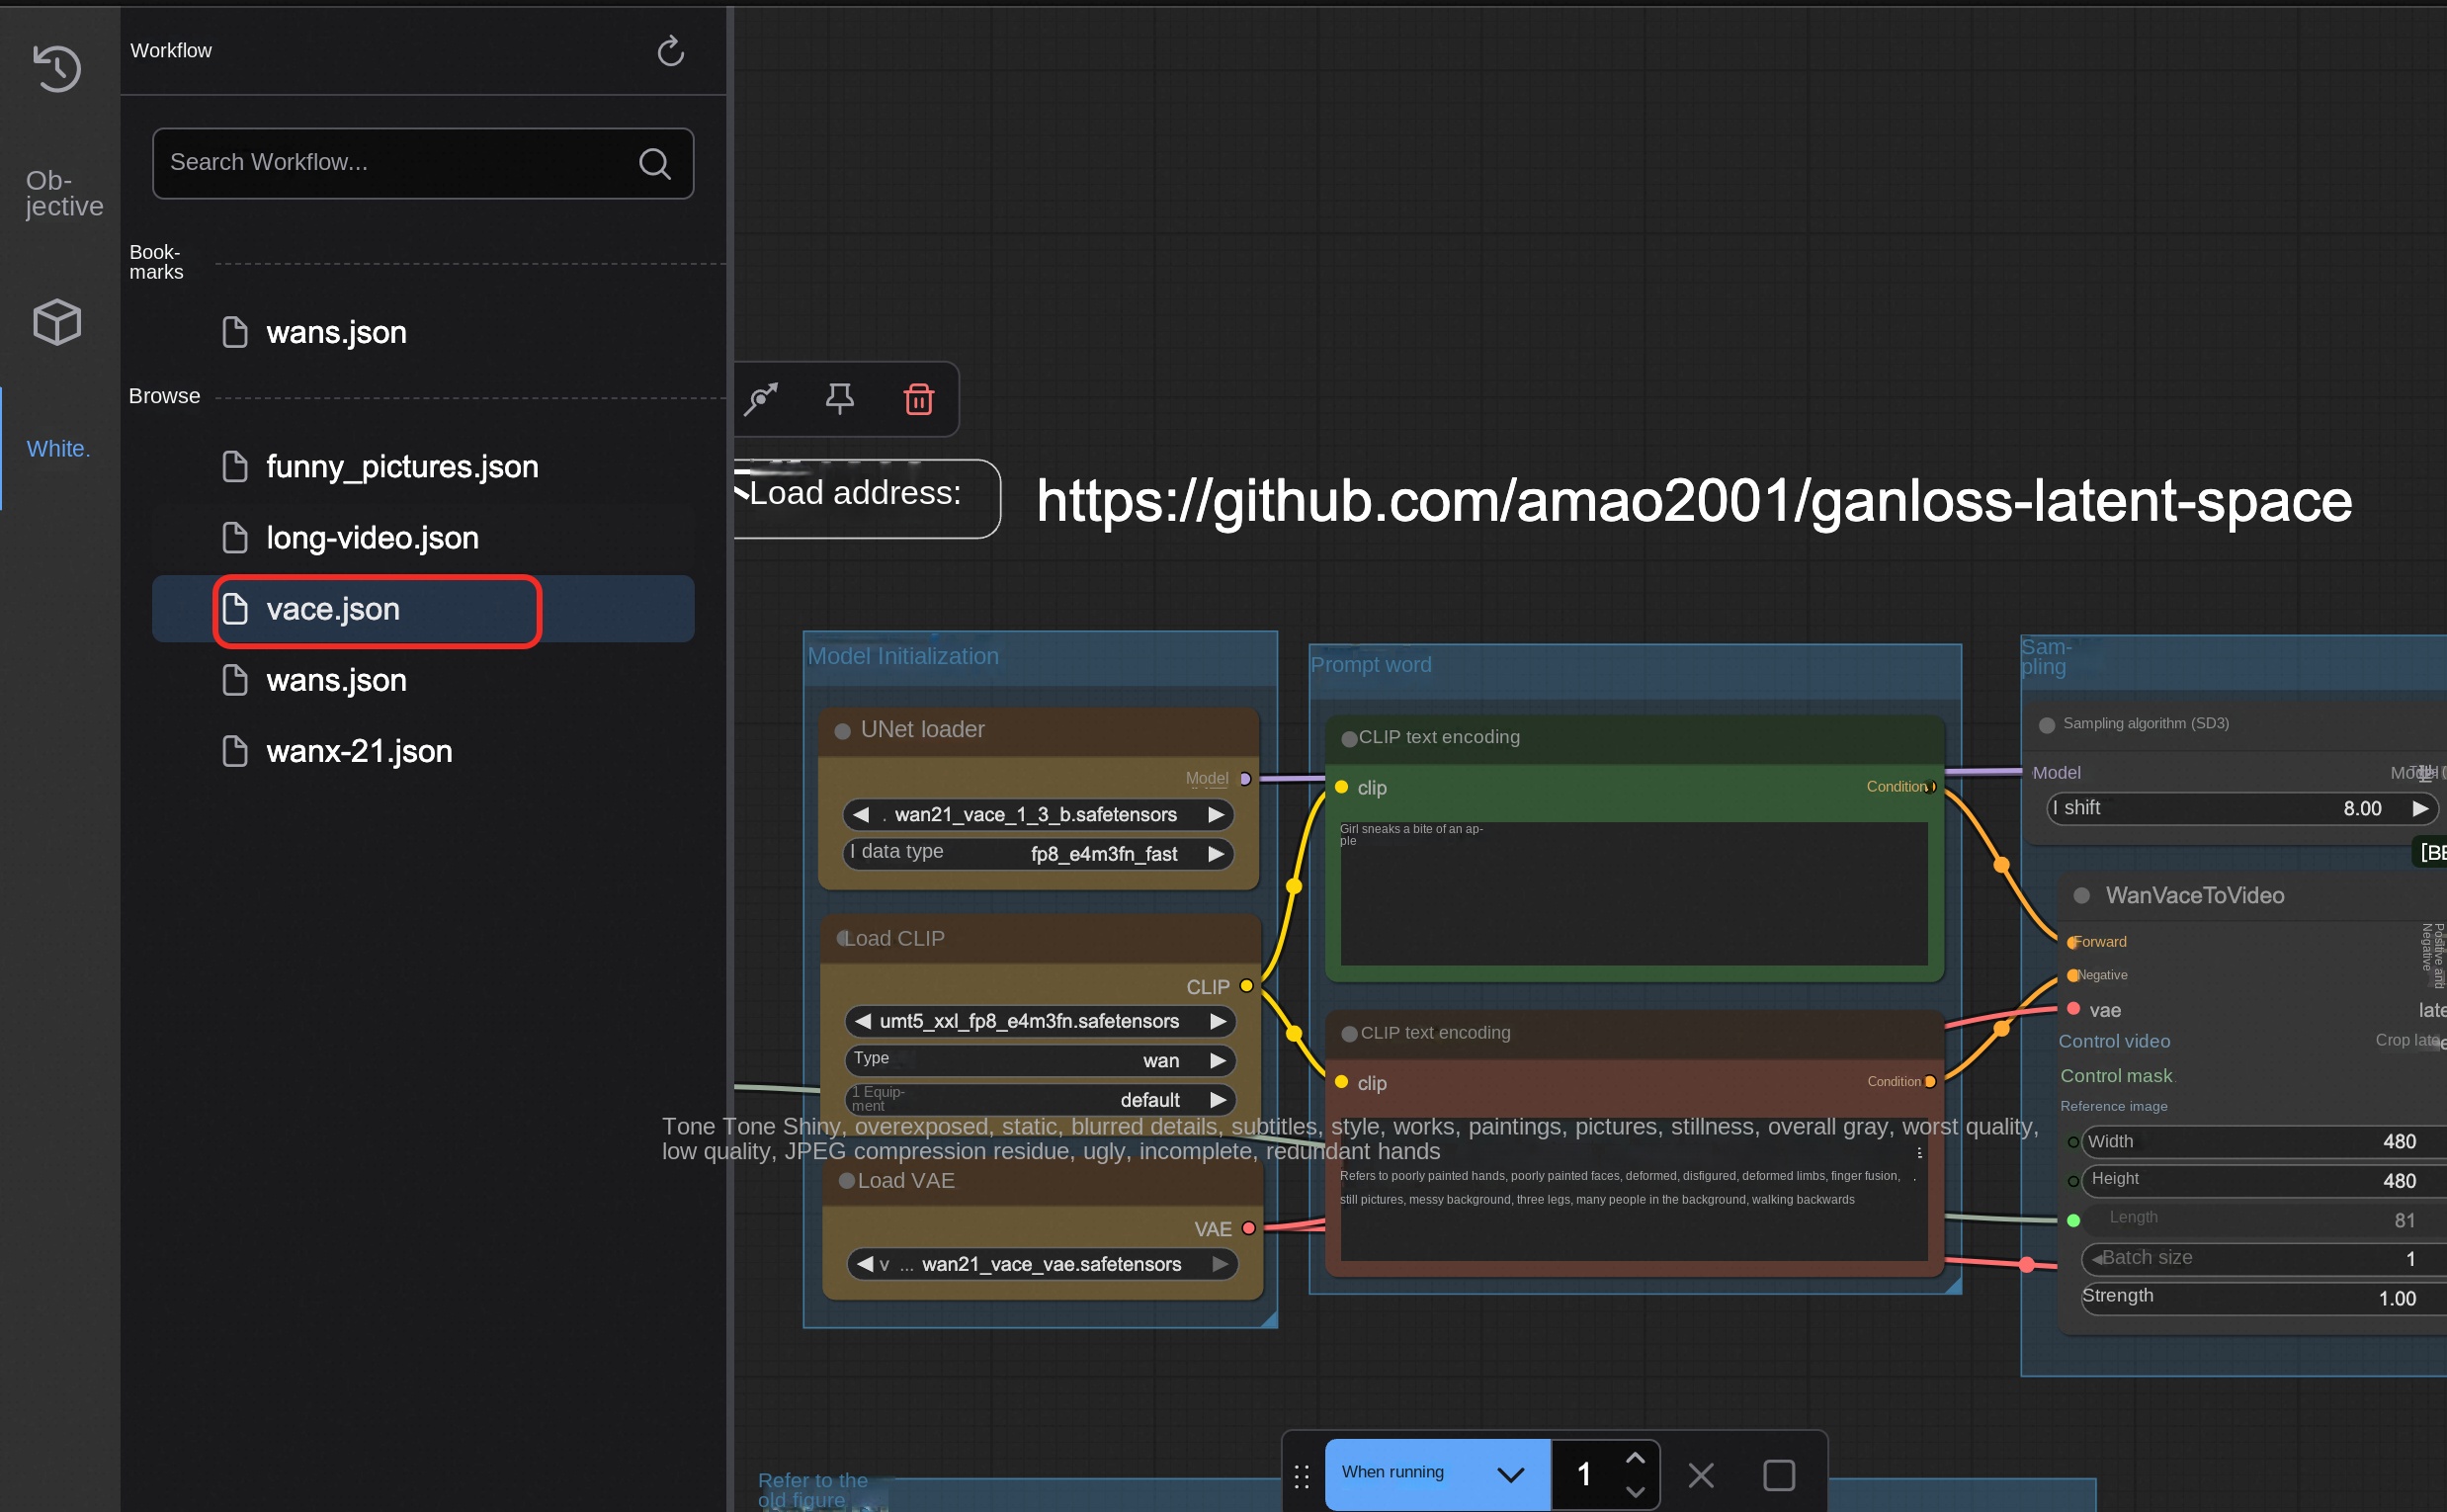 Workflow
Search Workflow...
Ob-
jective
Book-
marks
wans.json
Browse
White.
funny_pictures.json
long-video.json
vace.json
wans.json
wanx-21.json
Load address:
https://github.com/amao2001/ganloss-latent-space
Model Initialization
UNet loader
Model
wan21_vace_1_3_b.safetensors
I data type fp8_e4m3fn_fast
Load CLIP
CLIP
umt5_xxl_fp8_e4m3fn.safetensors
Type wan
1 Equip-
ment default
Load VAE
VAE
v ... wan21_vace_vae.safetensors
Prompt word
CLIP text encoding
clip Condition
Girl sneaks a bite of an ap-
ple
CLIP text encoding
clip Condition
Tone Tone Shiny, overexposed, static, blurred details, subtitles, style, works, paintings, pictures, stillness, overall gray, worst quality,
low quality, JPEG compression residue, ugly, incomplete, redundant hands
Refers to poorly painted hands, poorly painted faces, deformed, disfigured, deformed limbs, finger fusion,
still pictures, messy background, three legs, many people in the background, walking backwards
Sam-
pling
Sampling algorithm (SD3)
Model
I shift 8.00
[BE
WanVaceToVideo
Forward
Positive and
Negative
Negative
vae late
Control video Crop late
Control mask
Reference image
Width 480
Height 480
Length 81
Batch size 1
Strength 1.00
When running 1
Refer to the
old figure